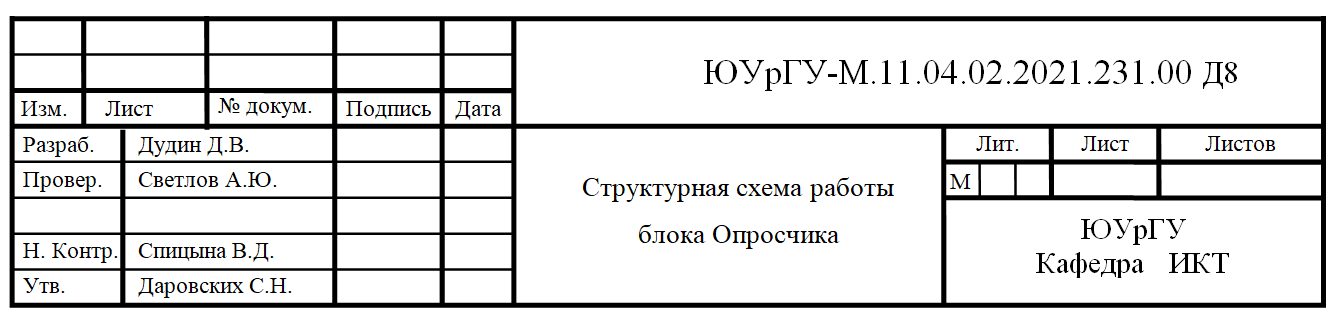 ЮУрГУ-М.11.04.02.2021.231.00 Д8
Изм. Лист № докум. Подпись Дата
Разраб. Дудин Д.В.
Провер. Светлов А.Ю.
Н. Контр. Спицына В.Д.
Утв. Даровских С.Н.
Структурная схема работы
блока Опросчика
Лит. Лист Листов
М
ЮУрГУ
Кафедра ИКТ